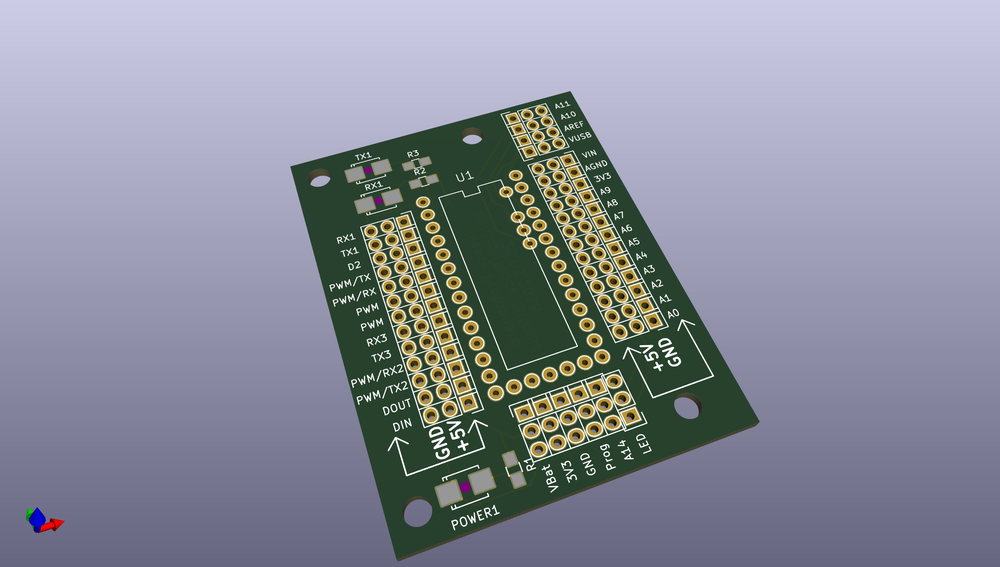 TX1
R3
RX1
R2
U1
A11
A10
AREF
VUSB
VIN
AGND
3V3
A9
A8
A7
A6
A5
A4
A3
A2
A1
A0
RX1
TX1
D2
PWM/TX
PWM/RX
PWM
PWM
RX3
TX3
PWM/RX2
PWM/TX2
DOUT
DIN
GND
+5V
+5V
GND
R1
VBat
3V3
GND
Prog
A14
LED
POWER1